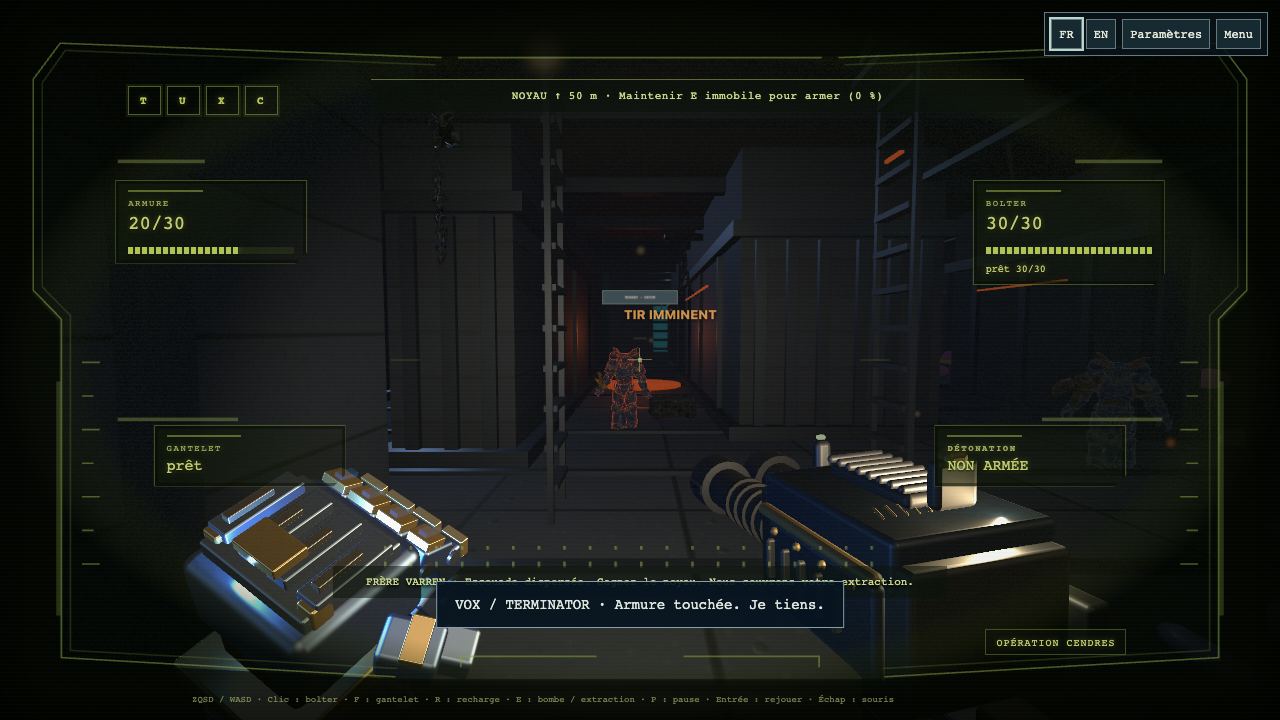 FR EN Paramètres Menu
T U X C
NOYAU ↑ 50 m · Maintenir E immobile pour armer (0 %)
ARMURE
20/30
BOLTER
30/30
prêt 30/30
TIR IMMINENT
GANTELET
prêt
DÉTONATION
NON ARMÉE
FRÈRE VARREN extraction.
VOX / TERMINATOR · Armure touchée. Je tiens.
OPÉRATION CENDRES
ZQSD / WASD · Clic : bolter · F : gantelet · R : recharge · E : bombe / extraction · P : pause · Entrée : rejouer · Échap : souris